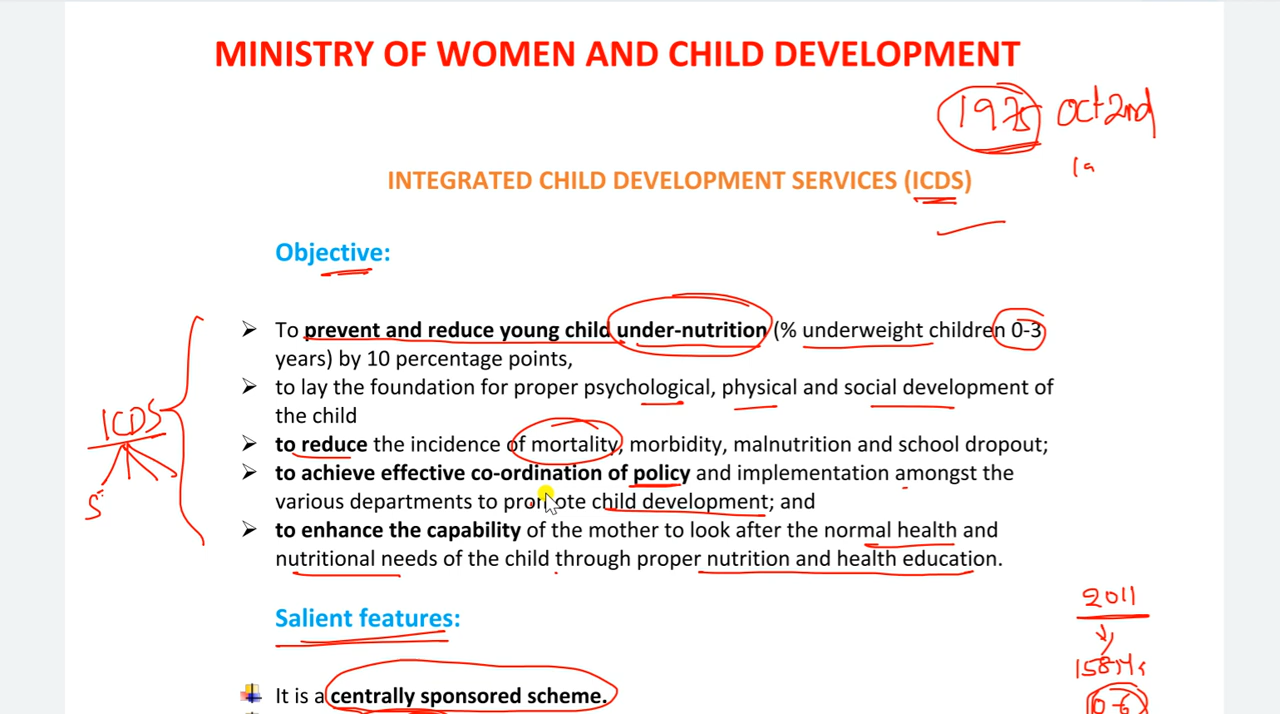 MINISTRY OF WOMEN AND CHILD DEVELOPMENT
1975 Oct 2nd
19
INTEGRATED CHILD DEVELOPMENT SERVICES (ICDS)
Objective:
➢ To prevent and reduce young child under-nutrition (% underweight children 0-3
years) by 10 percentage points,
➢ to lay the foundation for proper psychological, physical and social development of
the child
ICDS
➢ to reduce the incidence of mortality, morbidity, malnutrition and school dropout;
➢ to achieve effective co-ordination of policy and implementation amongst the
various departments to promote child development; and
➢ to enhance the capability of the mother to look after the normal health and
nutritional needs of the child through proper nutrition and health education.
2011
Salient features:
It is a centrally sponsored scheme.
0-6